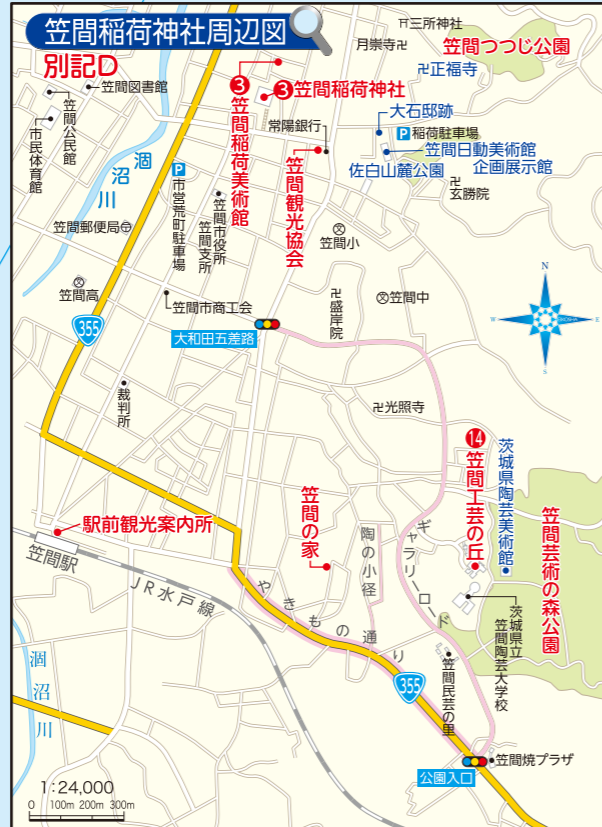 笠間稲荷神社周辺図
別記D
三所神社
月崇寺
笠間つつじ公園
正福寺
笠間図書館
笠間公民館
市民体育館
涸沼川
❸笠間稲荷美術館
❸笠間稲荷神社
常陽銀行
大石邸跡
P 稲荷駐車場
笠間日動美術館
企画展示館
佐白山麓公園
玄勝院
笠間観光協会
P
市営荒町駐車場
笠間市役所
笠間支所
笠間郵便局
笠間小
笠間高
笠間市商工会
盛岸院
笠間中
N
W
E
S
355
大和田五差路
裁判所
光照寺
⓮笠間工芸の丘
茨城県陶芸美術館
笠間芸術の森公園
駅前観光案内所
笠間駅
笠間の家
陶の小径
ギャラリーロード
JR水戸線
やきもの通り
茨城県立
笠間陶芸大学校
涸沼川
355
笠間民芸の里
笠間焼プラザ
公園入口
1:24,000
0 100m 200m 300m